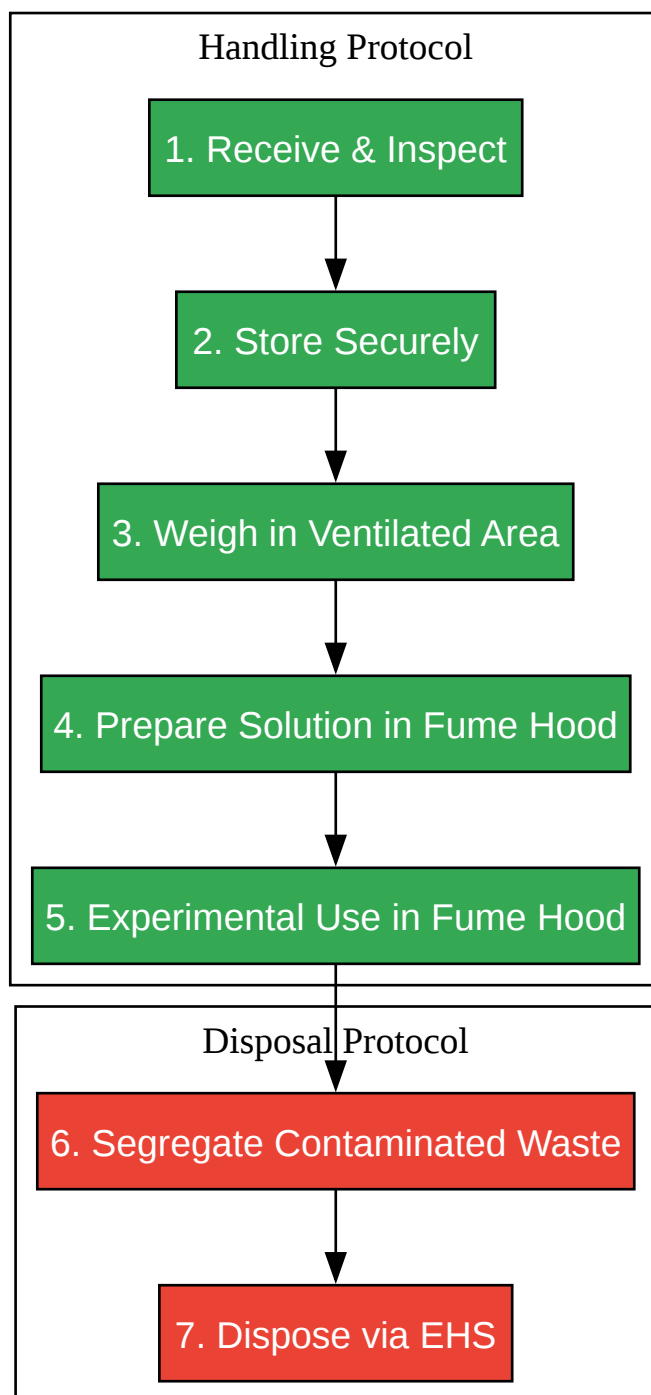 Handling Protocol
1. Receive & Inspect
2. Store Securely
3. Weigh in Ventilated Area
4. Prepare Solution in Fume Hood
5. Experimental Use in Fume Hood
Disposal Protocol
6. Segregate Contaminated Waste
7. Dispose via EHS